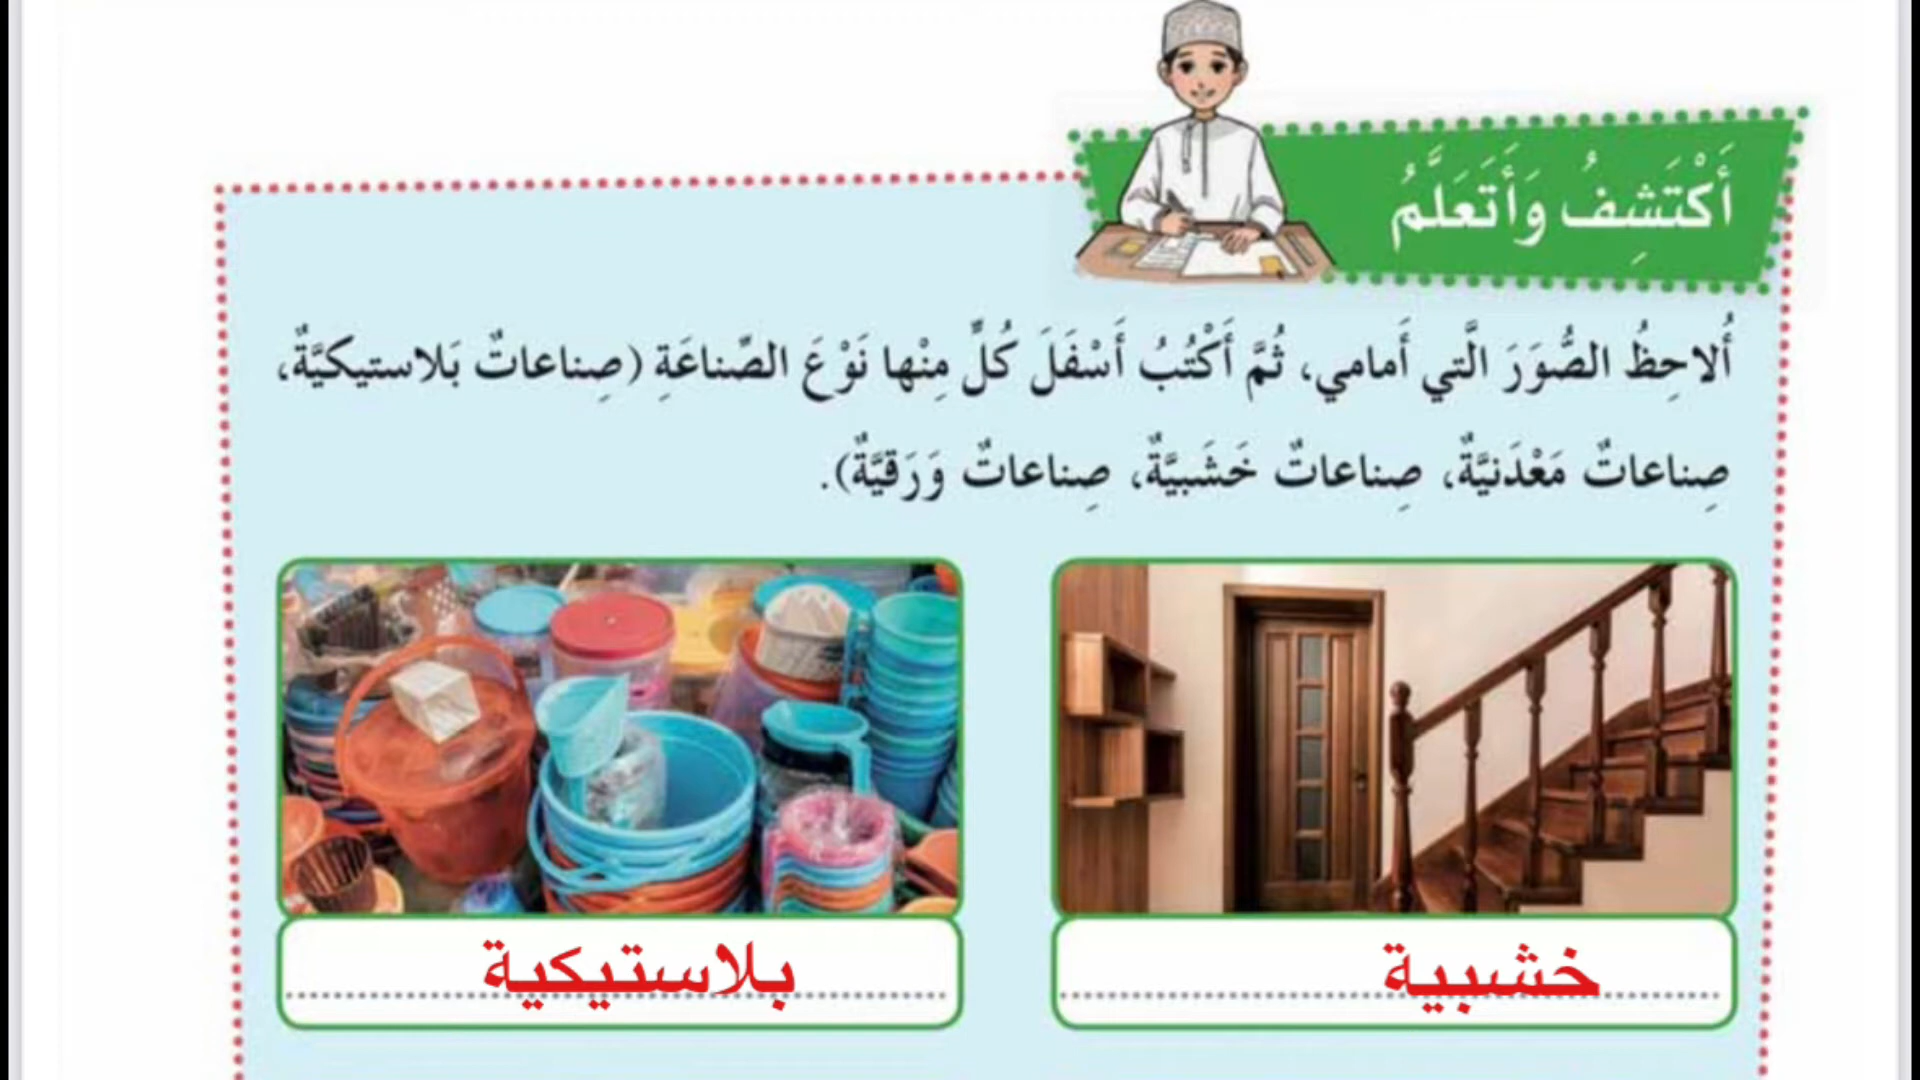 أَكْتَشِفُ وَأَتَعَلَّمُ
أُلاحِظُ الصُّوَرَ الَّتي أَمامي، ثُمَّ أَكْتُبُ أَسْفَلَ كُلٍّ مِنْها نَوْعَ الصِّناعَةِ (صِناعاتٌ بَلاستيكيَّةٌ،
صِناعاتٌ مَعْدَنيَّةٌ، صِناعاتٌ خَشَبيَّةٌ، صِناعاتٌ وَرَقيَّةٌ).
خشبية
بلاستيكية